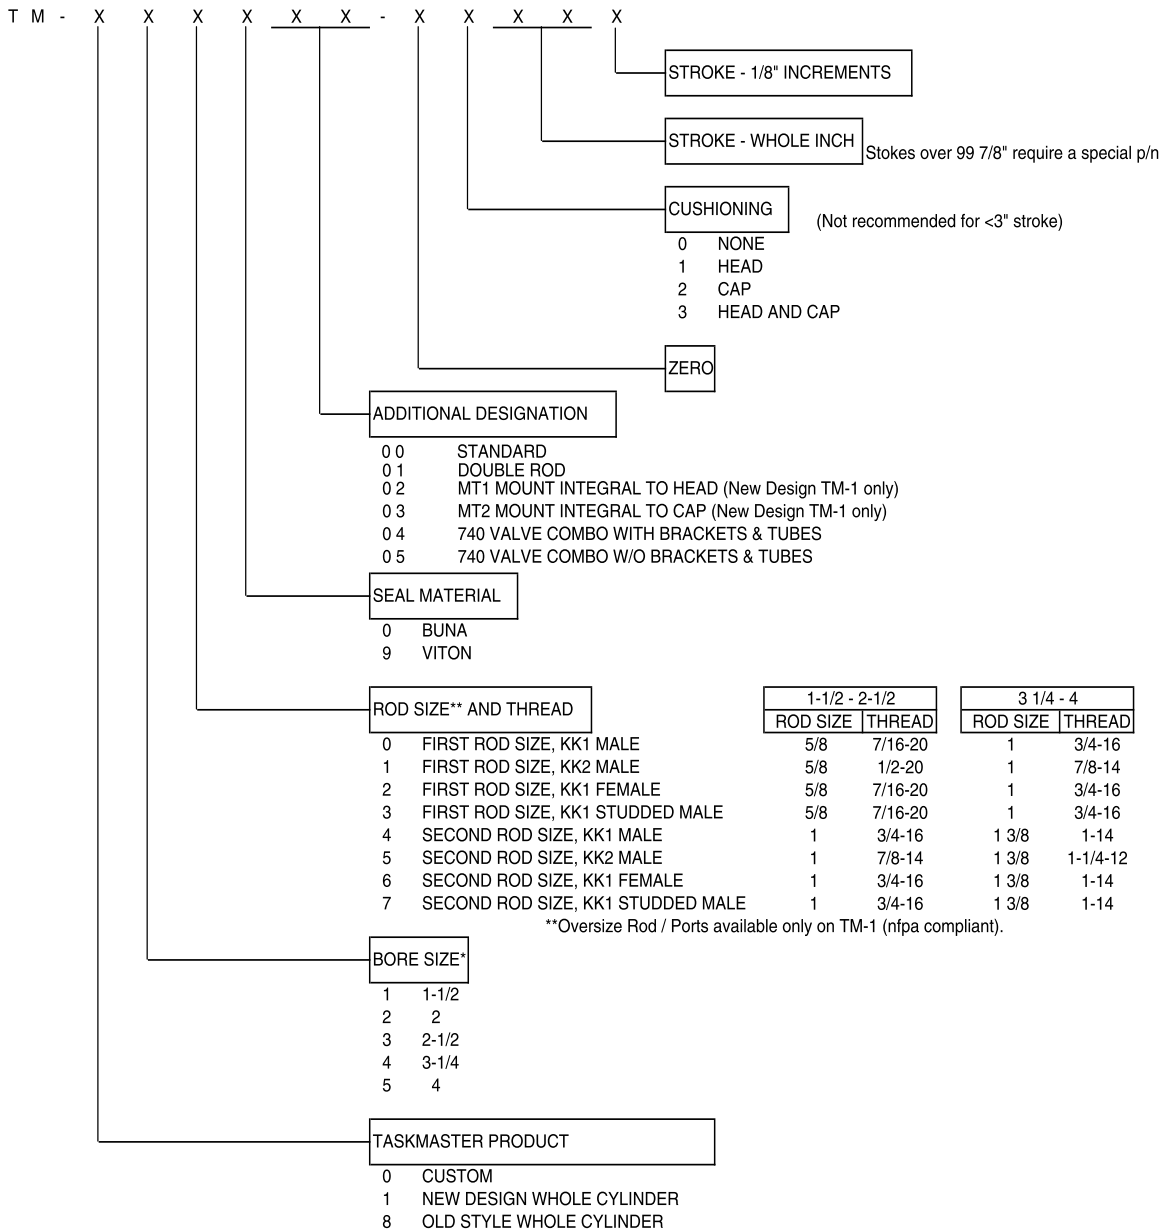 T M - X X X X X X - X X X X X
STROKE - 1/8" INCREMENTS
STROKE - WHOLE INCH
Stokes over 99 7/8" require a special p/n
CUSHIONING
(Not recommended for <3" stroke)
0 NONE
1 HEAD
2 CAP
3 HEAD AND CAP
ZERO
ADDITIONAL DESIGNATION
0 0 STANDARD
0 1 DOUBLE ROD
0 2 MT1 MOUNT INTEGRAL TO HEAD (New Design TM-1 only)
0 3 MT2 MOUNT INTEGRAL TO CAP (New Design TM-1 only)
0 4 740 VALVE COMBO WITH BRACKETS & TUBES
0 5 740 VALVE COMBO W/O BRACKETS & TUBES
SEAL MATERIAL
0 BUNA
9 VITON
ROD SIZE** AND THREAD
1-1/2 - 2-1/2 3 1/4 - 4
ROD SIZE THREAD ROD SIZE THREAD
0 FIRST ROD SIZE, KK1 MALE 5/8 7/16-20 1 3/4-16
1 FIRST ROD SIZE, KK2 MALE 5/8 1/2-20 1 7/8-14
2 FIRST ROD SIZE, KK1 FEMALE 5/8 7/16-20 1 3/4-16
3 FIRST ROD SIZE, KK1 STUDDED MALE 5/8 7/16-20 1 3/4-16
4 SECOND ROD SIZE, KK1 MALE 1 3/4-16 1 3/8 1-14
5 SECOND ROD SIZE, KK2 MALE 1 7/8-14 1 3/8 1-1/4-12
6 SECOND ROD SIZE, KK1 FEMALE 1 3/4-16 1 3/8 1-14
7 SECOND ROD SIZE, KK1 STUDDED MALE 1 3/4-16 1 3/8 1-14
**Oversize Rod / Ports available only on TM-1 (nfpa compliant).
BORE SIZE*
1 1-1/2
2 2
3 2-1/2
4 3-1/4
5 4
TASKMASTER PRODUCT
0 CUSTOM
1 NEW DESIGN WHOLE CYLINDER
8 OLD STYLE WHOLE CYLINDER